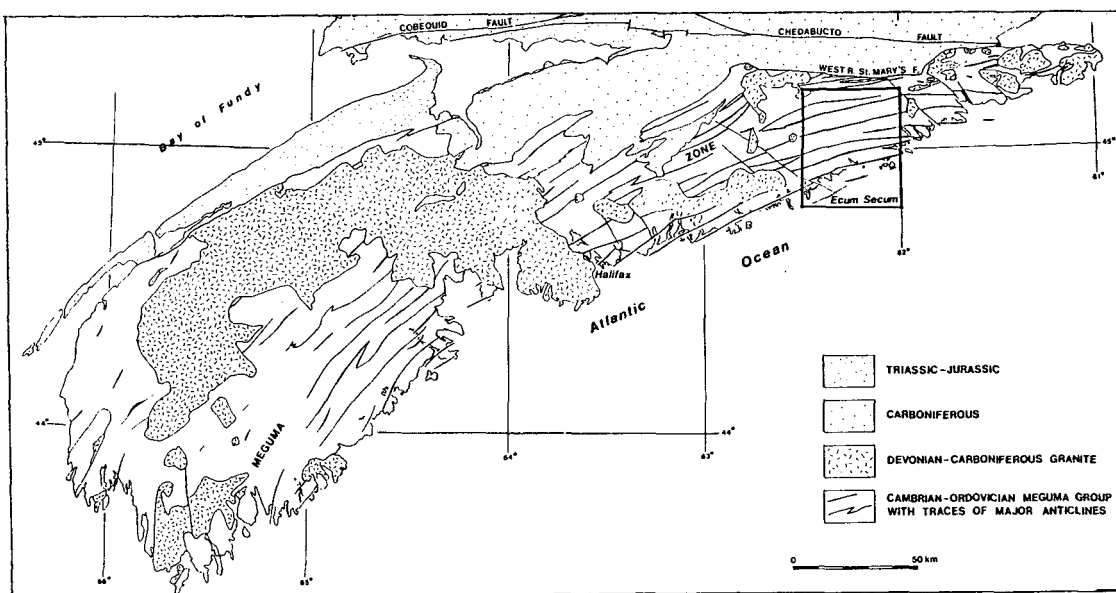 COBEQUID FAULT
CHEDABUCTO FAULT
WEST R. ST. MARY'S F.
Bay of Fundy
45°
45°
61°
ZONE
Ecum Secum
62°
Ocean
Halifax
Atlantic
TRIASSIC-JURASSIC
CARBONIFEROUS
44°
44°
64°
63°
MEGUMA
DEVONIAN-CARBONIFEROUS GRANITE
CAMBRIAN-ORDOVICIAN MEGUMA GROUP
WITH TRACES OF MAJOR ANTICLINES
0 50 km
66°
65°